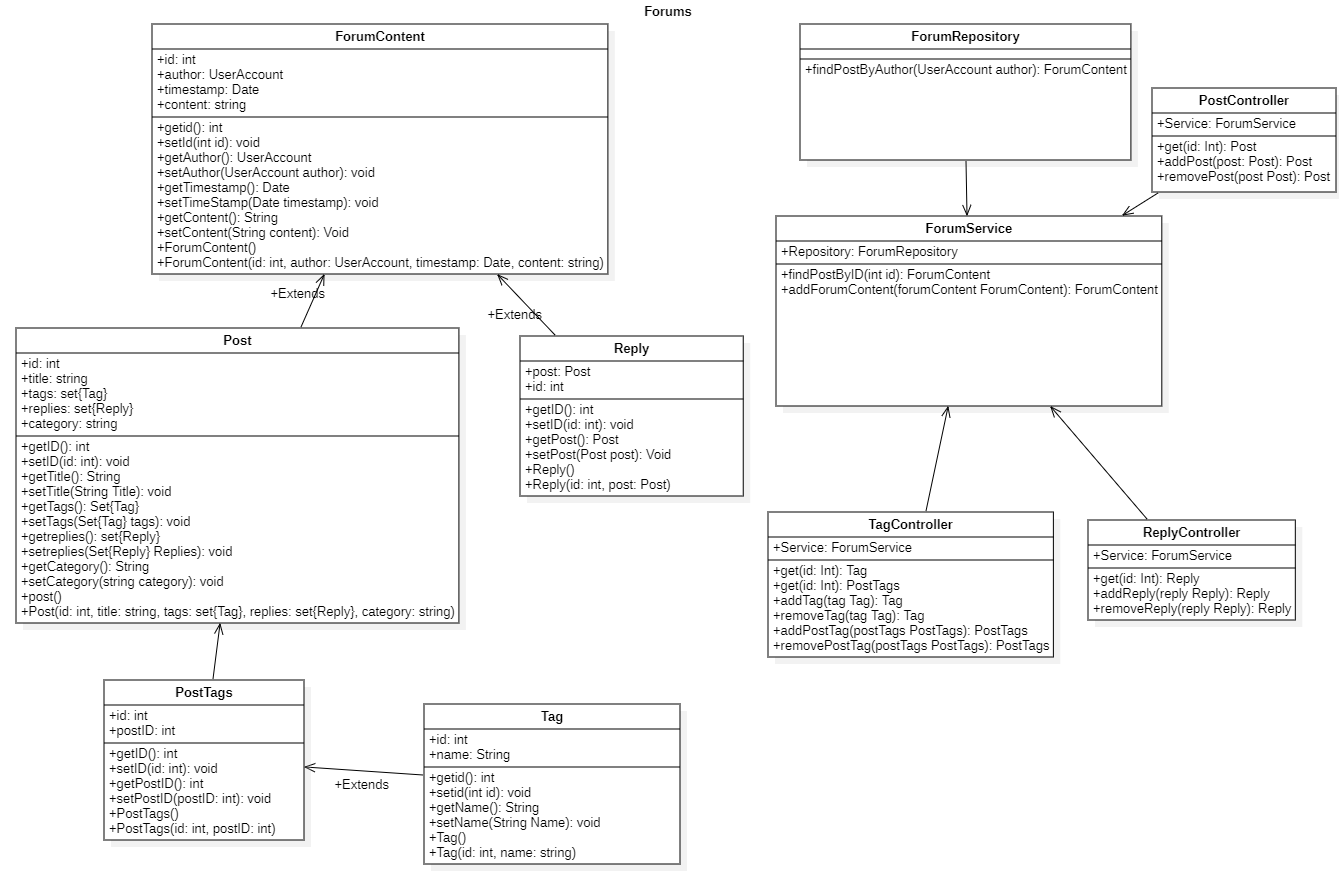 Forums
ForumContent
+id: int
+author: UserAccount
+timestamp: Date
+content: string
+getid(): int
+setId(int id): void
+getAuthor(): UserAccount
+setAuthor(UserAccount author): void
+getTimestamp(): Date
+setTimeStamp(Date timestamp): void
+getContent(): String
+setContent(String content): Void
+ForumContent()
+ForumContent(id: int, author: UserAccount, timestamp: Date, content: string)
+Extends
+Extends
Post
+id: int
+title: string
+tags: set{Tag}
+replies: set{Reply}
+category: string
+getID(): int
+setID(id: int): void
+getTitle(): String
+setTitle(String Title): void
+getTags(): Set{Tag}
+setTags(Set{Tag} tags): void
+getreplies(): set{Reply}
+setreplies(Set{Reply} Replies): void
+getCategory(): String
+setCategory(string category): void
+post()
+Post(id: int, title: string, tags: set{Tag}, replies: set{Reply}, category: string)
Reply
+post: Post
+id: int
+getID(): int
+setID(id: int): void
+getPost(): Post
+setPost(Post post): Void
+Reply()
+Reply(id: int, post: Post)
PostTags
+id: int
+postID: int
+getID(): int
+setID(id: int): void
+getPostID(): int
+setPostID(postID: int): void
+PostTags()
+PostTags(id: int, postID: int)
+Extends
Tag
+id: int
+name: String
+getid(): int
+setid(int id): void
+getName(): String
+setName(String Name): void
+Tag()
+Tag(id: int, name: string)
ForumRepository
+findPostByAuthor(UserAccount author): ForumContent
PostController
+Service: ForumService
+get(id: Int): Post
+addPost(post: Post): Post
+removePost(post Post): Post
ForumService
+Repository: ForumRepository
+findPostByID(int id): ForumContent
+addForumContent(forumContent ForumContent): ForumContent
TagController
+Service: ForumService
+get(id: Int): Tag
+get(id: Int): PostTags
+addTag(tag Tag): Tag
+removeTag(tag Tag): Tag
+addPostTag(postTags PostTags): PostTags
+removePostTag(postTags PostTags): PostTags
ReplyController
+Service: ForumService
+get(id: Int): Reply
+addReply(reply Reply): Reply
+removeReply(reply Reply): Reply